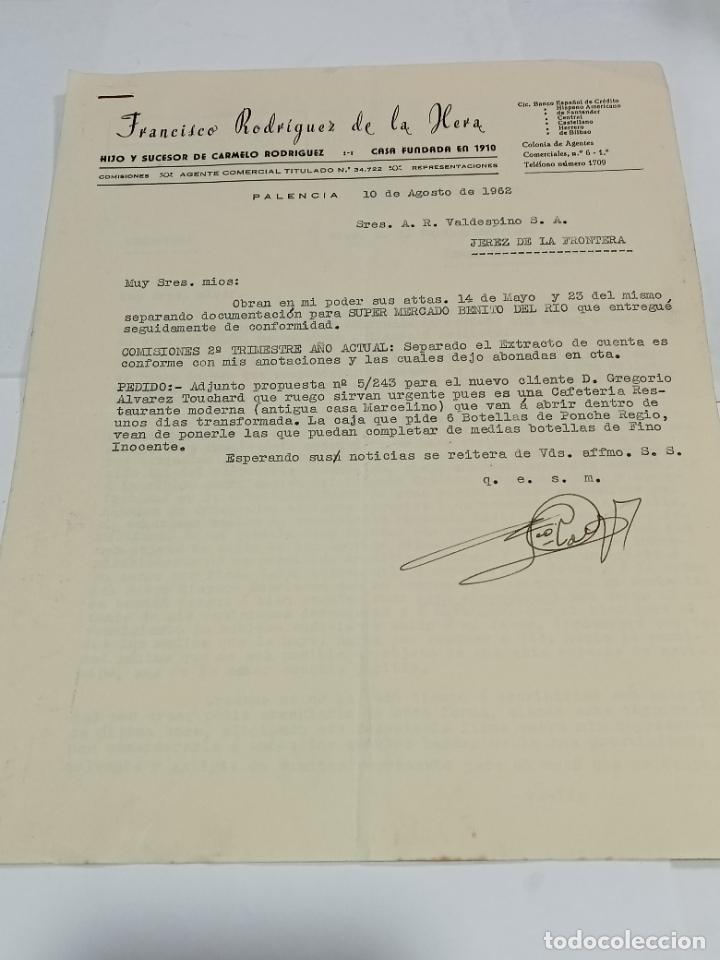 Francisco Rodríguez de la Hera
HIJO Y SUCESOR DE CARMELO RODRIGUEZ :-: CASA FUNDADA EN 1910
COMISIONES AGENTE COMERCIAL TITULADO N.º 34.722 REPRESENTACIONES
Cic. Banco Español de Crédito
» Hispano Americano
» de Santander
» Central
» Castellano
» Herrero
» de Bilbao
Colonia de Agentes
Comerciales, n.º 6 - 1.º
Teléfono número 1709
PALENCIA 10 de Agosto de 1962
Sres. A. R. Valdespino S. A.
JEREZ DE LA FRONTERA
Muy Sres. mios:
Obran en mi poder sus attas. 14 de Mayo y 23 del mismo
separando documentación para SUPER MERCADO BENITO DEL RIO que entregué
seguidamente de conformidad.
COMISIONES 2º TRIMESTRE AÑO ACTUAL: Separado el Extracto de cuenta es
conforme con mis anotaciones y las cuales dejo abonadas en cta.
PEDIDO:- Adjunto propuesta nº 5/243 para el nuevo cliente D. Gregorio
Alvarez Touchard que ruego sirvan urgente pues es una Cafeteria Res-
taurante moderna (antigua casa Marcelino) que van á abrir dentro de
unos dias transformada. La caja que pide 6 Botellas de Ponche Regio,
vean de ponerle las que puedan completar de medias botellas de Fino
Inocente.
Esperando sus noticias se reitera de Vds. affmo. S. S.
q. e. s. m.
todocoleccion